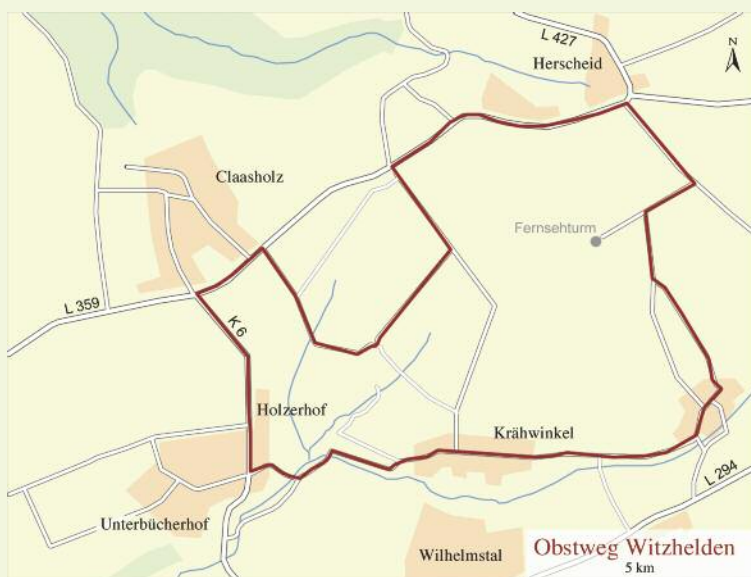 L 427
N
Herscheid
Claasholz
Fernsehturm
L 359
K 6
Holzerhof
Krähwinkel
L 294
Unterbücherhof
Wilhelmstal
Obstweg Witzhelden
5 km